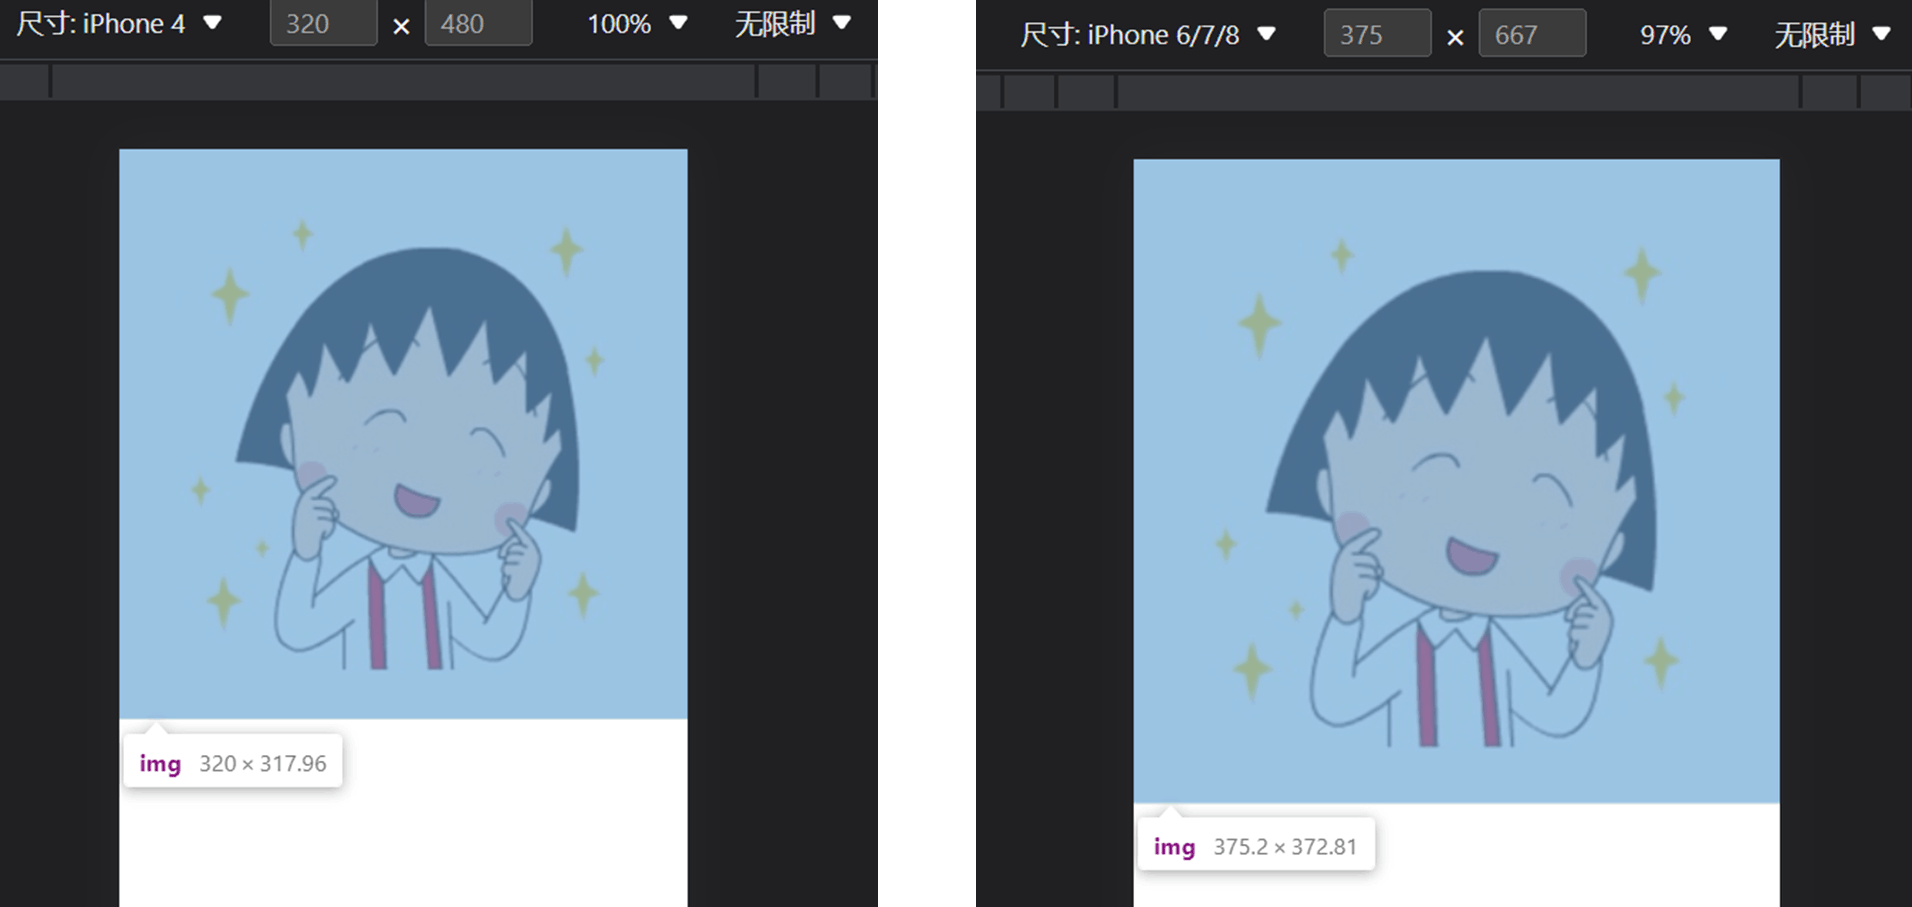 尺寸: iPhone 4 ▼ 320 × 480 100% ▼ 无限制 ▼
img 320 × 317.96
尺寸: iPhone 6/7/8 ▼ 375 × 667 97% ▼ 无限制 ▼
img 375.2 × 372.81